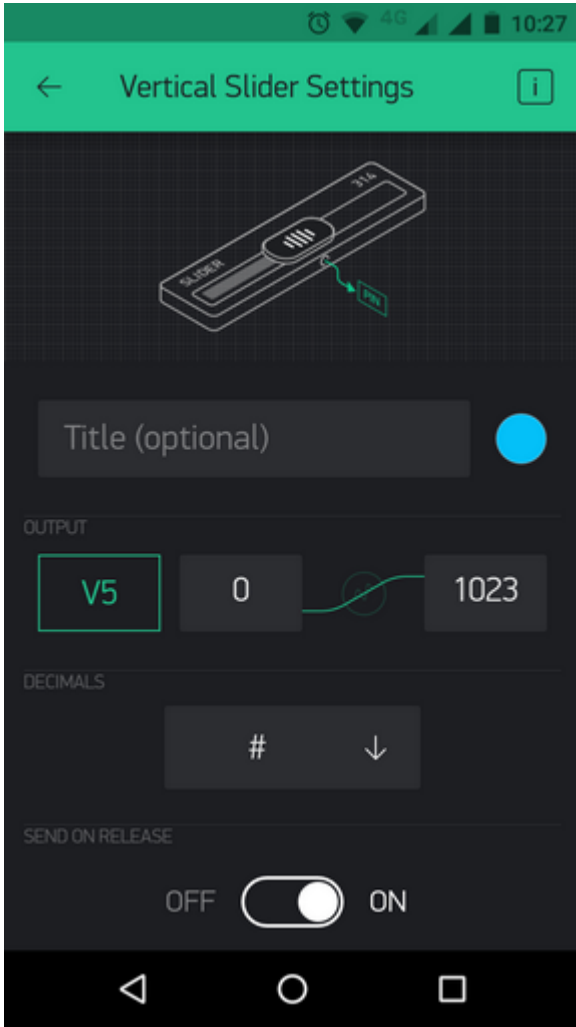 4G 10:27
Vertical Slider Settings i
314
SLIDER
PIN
Title (optional)
OUTPUT
V5 0 1023
DECIMALS
#
SEND ON RELEASE
OFF ON